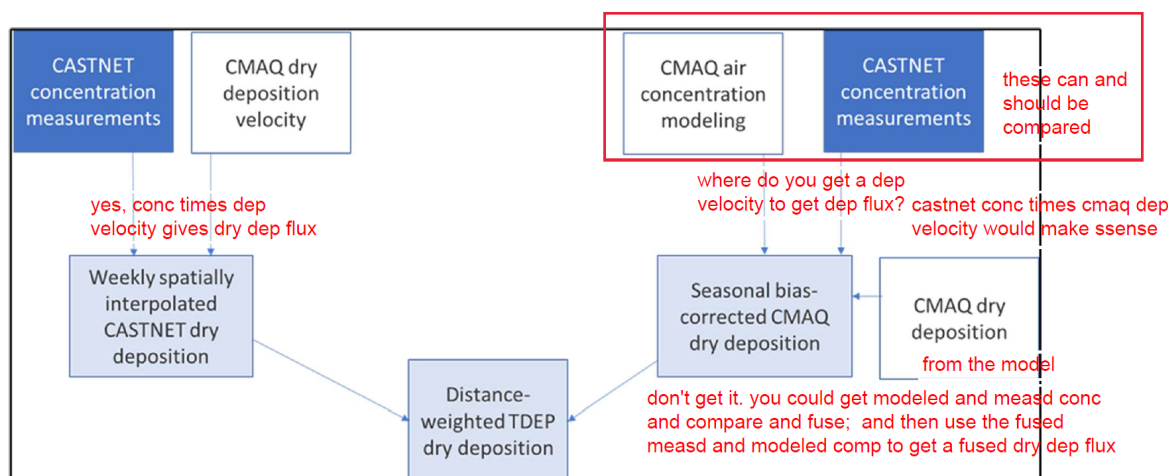 CASTNET
concentration
measurements
CMAQ dry
deposition
velocity
CMAQ air
concentration
modeling
CASTNET
concentration
measurements
these can and
should be
compared
yes, conc times dep
velocity gives dry dep flux
where do you get a dep
velocity to get dep flux?
castnet conc times cmaq dep
velocity would make ssense
Weekly spatially
interpolated
CASTNET dry
deposition
Seasonal bias-
corrected CMAQ
dry deposition
CMAQ dry
deposition
from the model
Distance-
weighted TDEP
dry deposition
don't get it. you could get modeled and measd conc
and compare and fuse;  and then use the fused
measd and modeled comp to get a fused dry dep flux